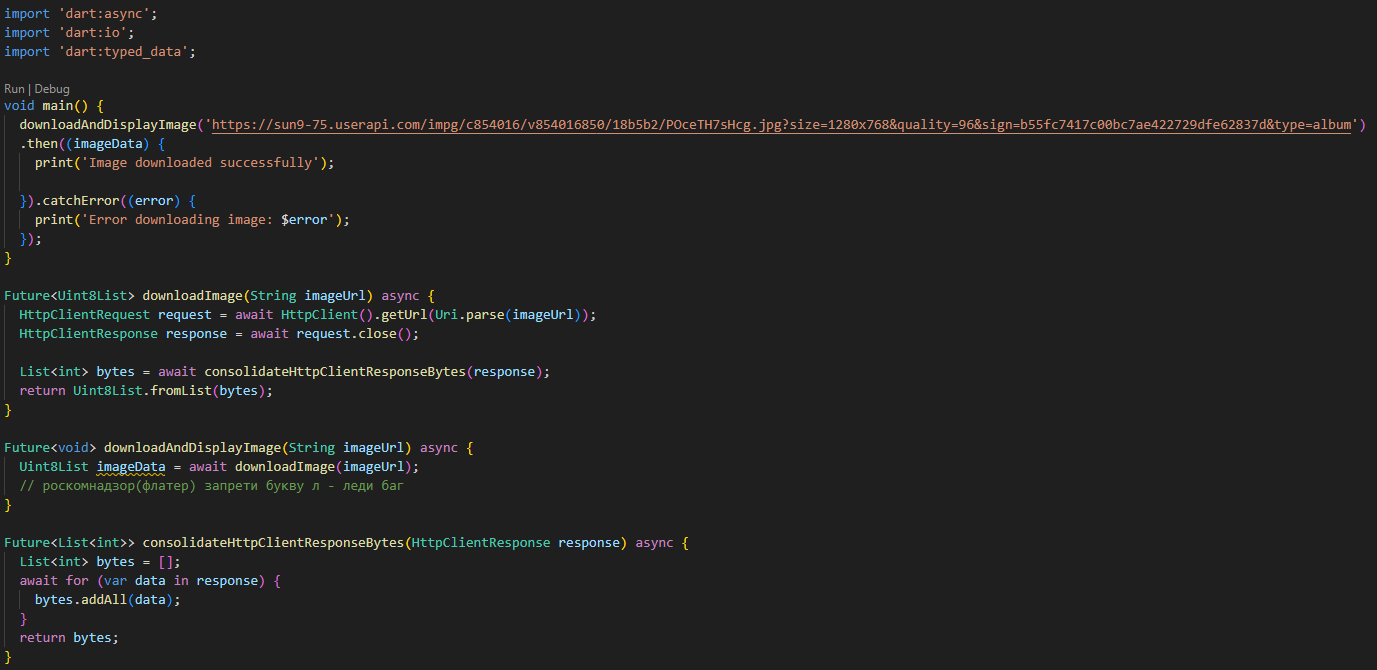 import 'dart:async';
import 'dart:io';
import 'dart:typed_data';
Run | Debug
void main() {
  downloadAndDisplayImage('https://sun9-75.userapi.com/impg/c854016/v854016850/18b5b2/POceTH7sHcg.jpg?size=1280x768&quality=96&sign=b55fc7417c00bc7ae422729dfe62837d&type=album')
  .then((imageData) {
    print('Image downloaded successfully');
  }).catchError((error) {
    print('Error downloading image: $error');
  });
}
Future<Uint8List> downloadImage(String imageUrl) async {
  HttpClientRequest request = await HttpClient().getUrl(Uri.parse(imageUrl));
  HttpClientResponse response = await request.close();
  List<int> bytes = await consolidateHttpClientResponseBytes(response);
  return Uint8List.fromList(bytes);
}
Future<void> downloadAndDisplayImage(String imageUrl) async {
  Uint8List imageData = await downloadImage(imageUrl);
  // роскомнадзор(флатер) запрети букву л - леди баг
}
Future<List<int>> consolidateHttpClientResponseBytes(HttpClientResponse response) async {
  List<int> bytes = [];
  await for (var data in response) {
    bytes.addAll(data);
  }
  return bytes;
}